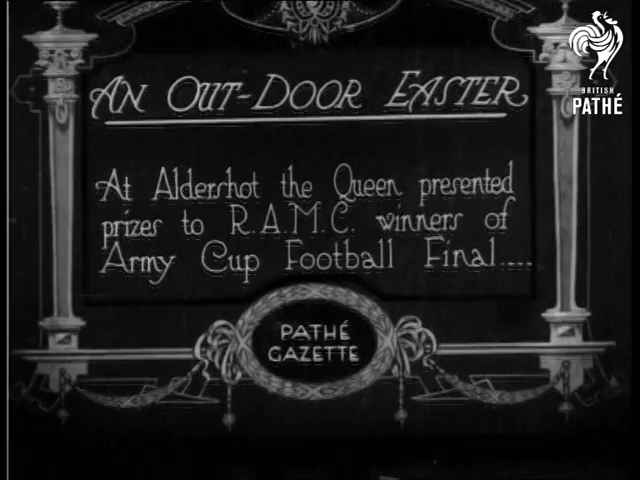 BRITISH
PATHÉ
AN OUT-DOOR EASTER
At Aldershot the Queen presented
prizes to R.A.M.C. winners of
Army Cup Football Final....
PATHÉ
GAZETTE